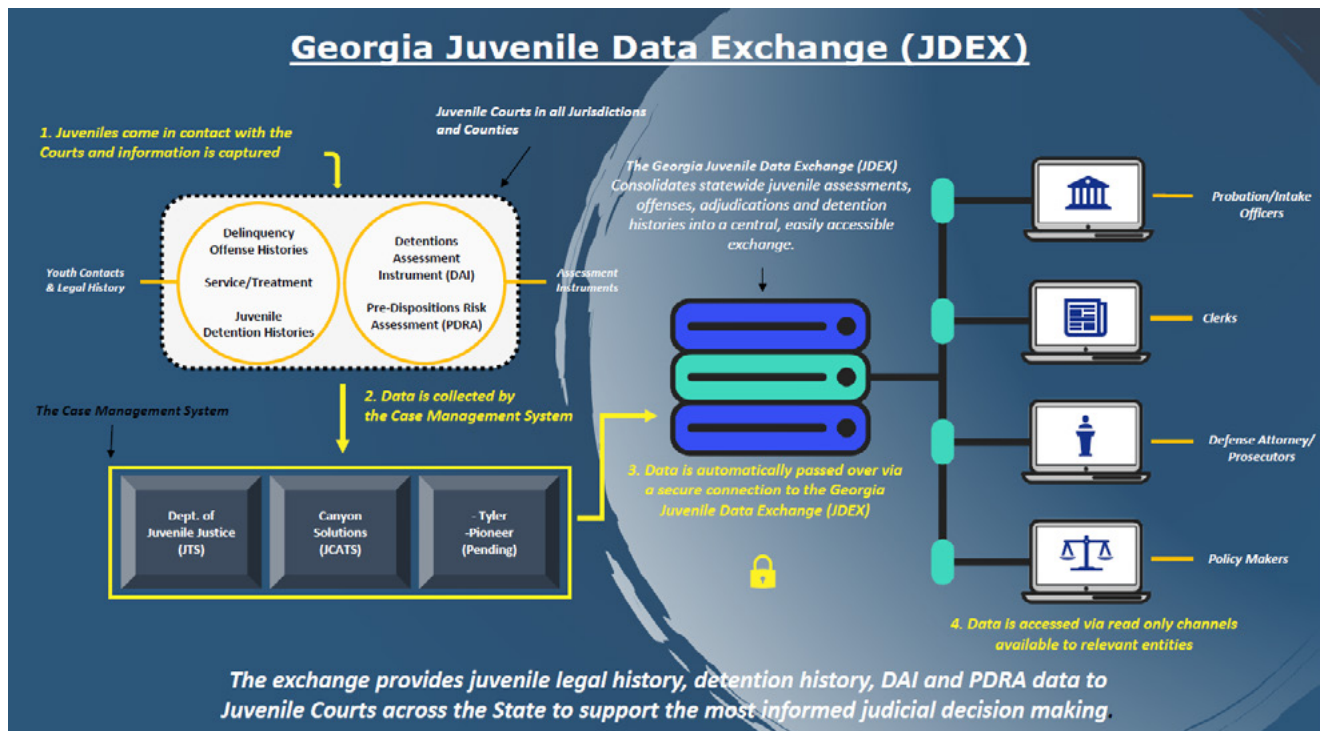 Georgia Juvenile Data Exchange (JDEX)
1. Juveniles come in contact with the
Courts and information is captured
Juvenile Courts in all Jurisdictions
and Counties
Youth Contacts
& Legal History
Delinquency
Offense Histories
Service/Treatment
Juvenile
Detention Histories
Detentions
Assessment
Instrument (DAI)
Pre-Dispositions Risk
Assessment (PDRA)
Assessment
Instruments
2. Data is collected by
the Case Management System
The Case Management System
Dept. of
Juvenile Justice
(JTS)
Canyon
Solutions
(JCATS)
- Tyler
-Pioneer
(Pending)
The Georgia Juvenile Data Exchange (JDEX)
Consolidates statewide juvenile assessments,
offenses, adjudications and detention
histories into a central, easily accessible
exchange.
3. Data is automatically passed over via
a secure connection to the Georgia
Juvenile Data Exchange (JDEX)
Probation/Intake
Officers
Clerks
Defense Attorney/
Prosecutors
Policy Makers
4. Data is accessed via read only channels
available to relevant entities
The exchange provides juvenile legal history, detention history, DAI and PDRA data to
Juvenile Courts across the State to support the most informed judicial decision making.